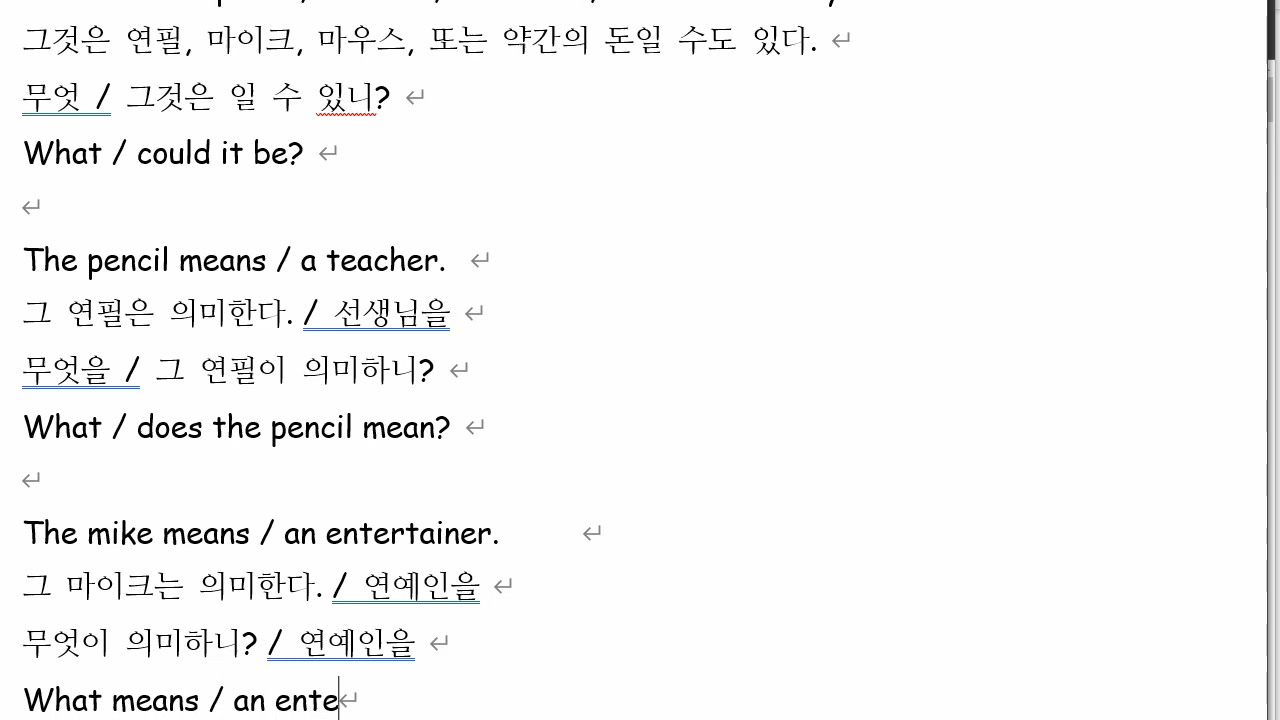 그것은 연필, 마이크, 마우스, 또는 약간의 돈일 수도 있다.
무엇 / 그것은 일 수 있니?
What / could it be?
The pencil means / a teacher.
그 연필은 의미한다. / 선생님을
무엇을 / 그 연필이 의미하니?
What / does the pencil mean?
The mike means / an entertainer.
그 마이크는 의미한다. / 연예인을
무엇이 의미하니? / 연예인을
What means / an ente